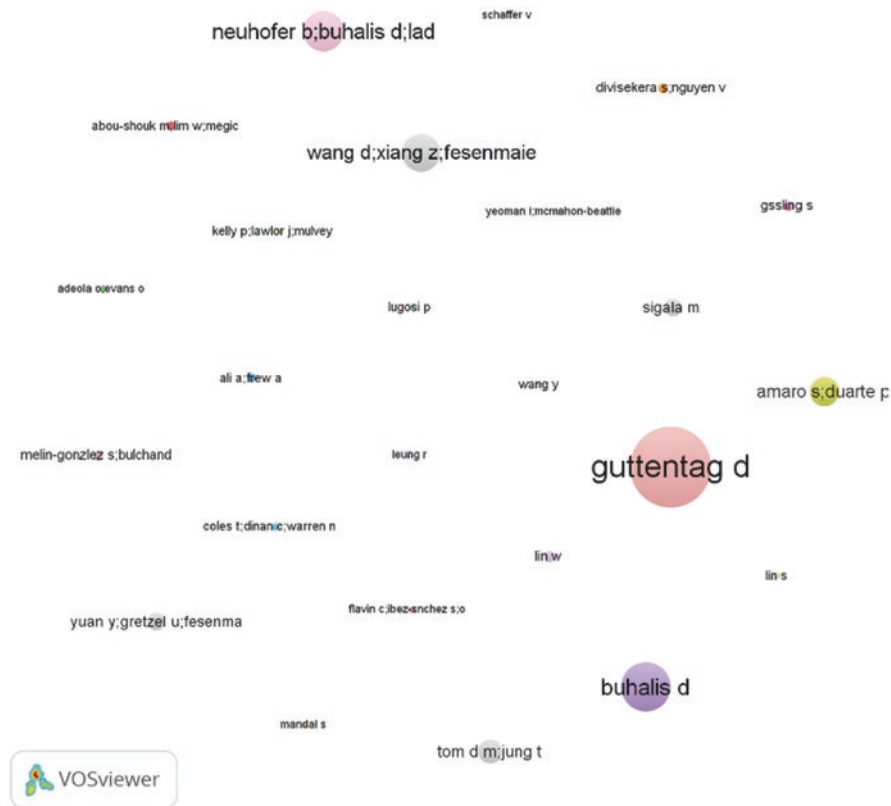 schaffer v
neuhofer b;buhalis d;lad
divisekera s;nguyen v
abou-shouk m;lim w;megic
wang d;xiang z;fesenmaie
gssling s
yeoman i;mcmahon-beattie
kelly p;lawlor j;mulvey
adeola o;evans o
lugosi p
sigala m
ali a;frew a
wang y
amaro s;duarte p
melin-gonzlez s;bulchand
leung r
guttentag d
coles t;dinan c;warren n
lin w
lin s
flavin c;ibez-snchez s;o
yuan y;gretzel u;fesenma
buhalis d
mandal s
tom d m;jung t
VOSviewer